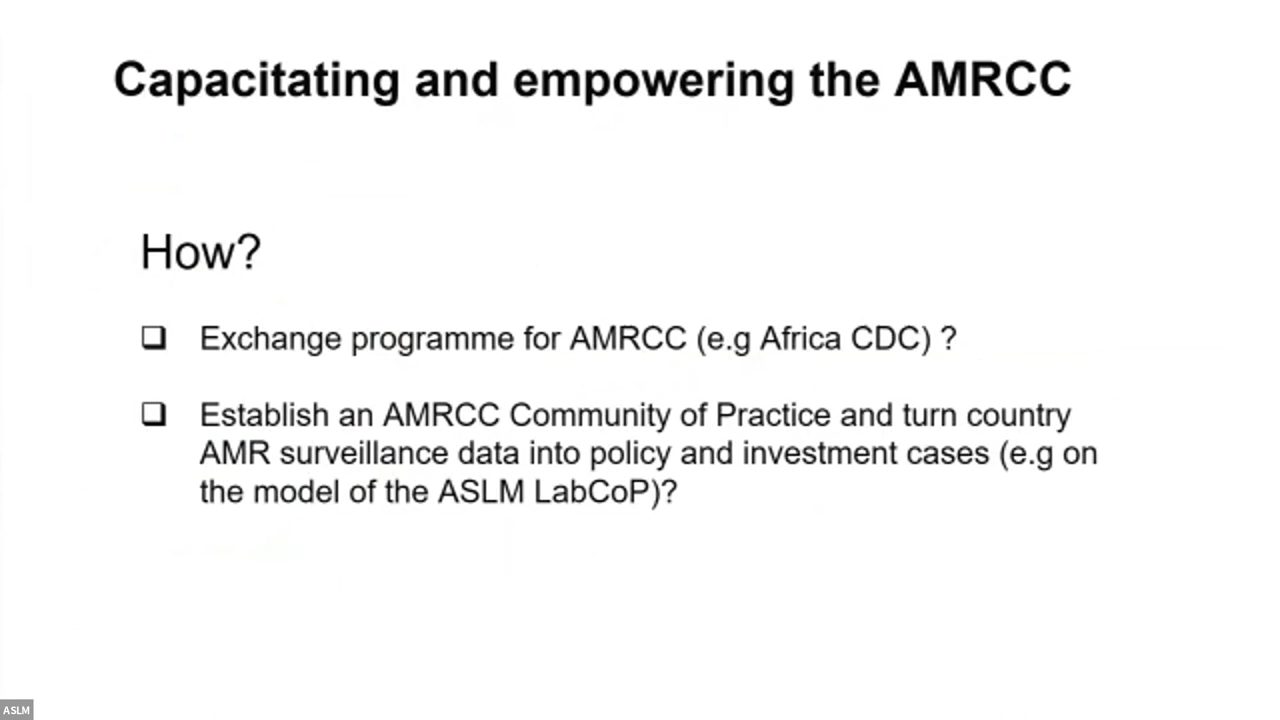 Capacitating and empowering the AMRCC
How?
❑ Exchange programme for AMRCC (e.g Africa CDC) ?
❑ Establish an AMRCC Community of Practice and turn country
AMR surveillance data into policy and investment cases (e.g on
the model of the ASLM LabCoP)?
ASLM